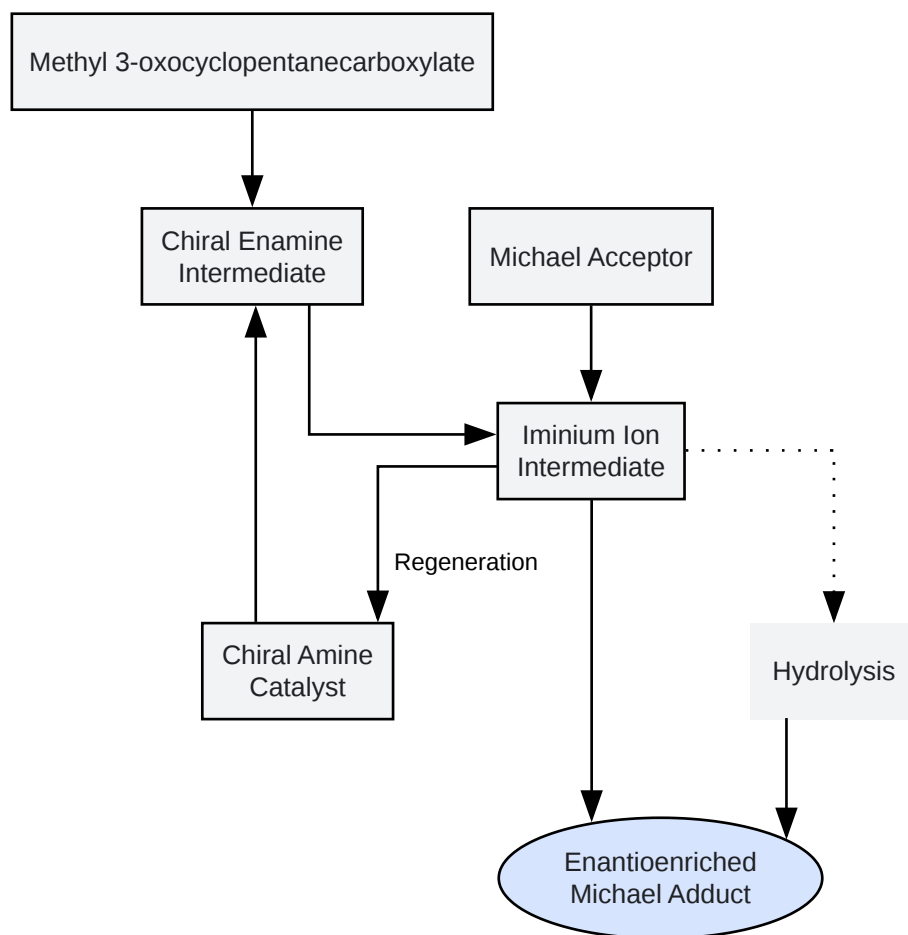 Methyl 3-oxocyclopentanecarboxylate
Chiral Enamine
Intermediate
Michael Acceptor
Iminium Ion
Intermediate
Regeneration
Chiral Amine
Catalyst
Hydrolysis
Enantioenriched
Michael Adduct